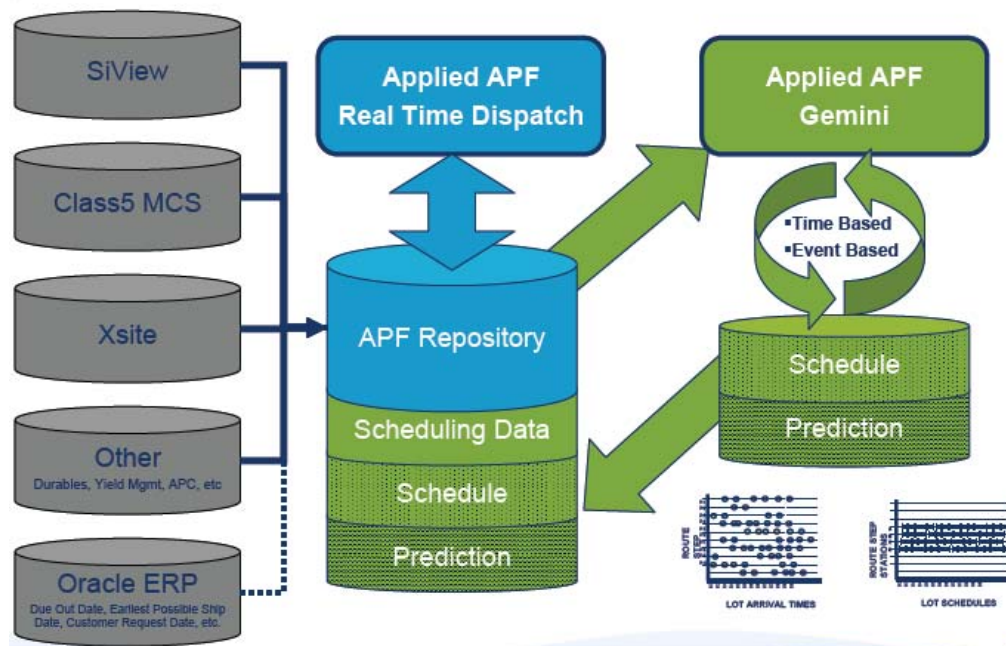 SiView
Class5 MCS
Xsite
Other
Durables, Yield Mgmt, APC, etc
Oracle ERP
Due Out Date, Earliest Possible Ship
Date, Customer Request Date, etc.
Applied APF
Real Time Dispatch
APF Repository
Scheduling Data
Schedule
Prediction
Applied APF
Gemini
▪Time Based
▪Event Based
Schedule
Prediction
ROUTE
STEP
LOT ARRIVAL TIMES
ROUTE STEP
STATIONS
LOT SCHEDULES